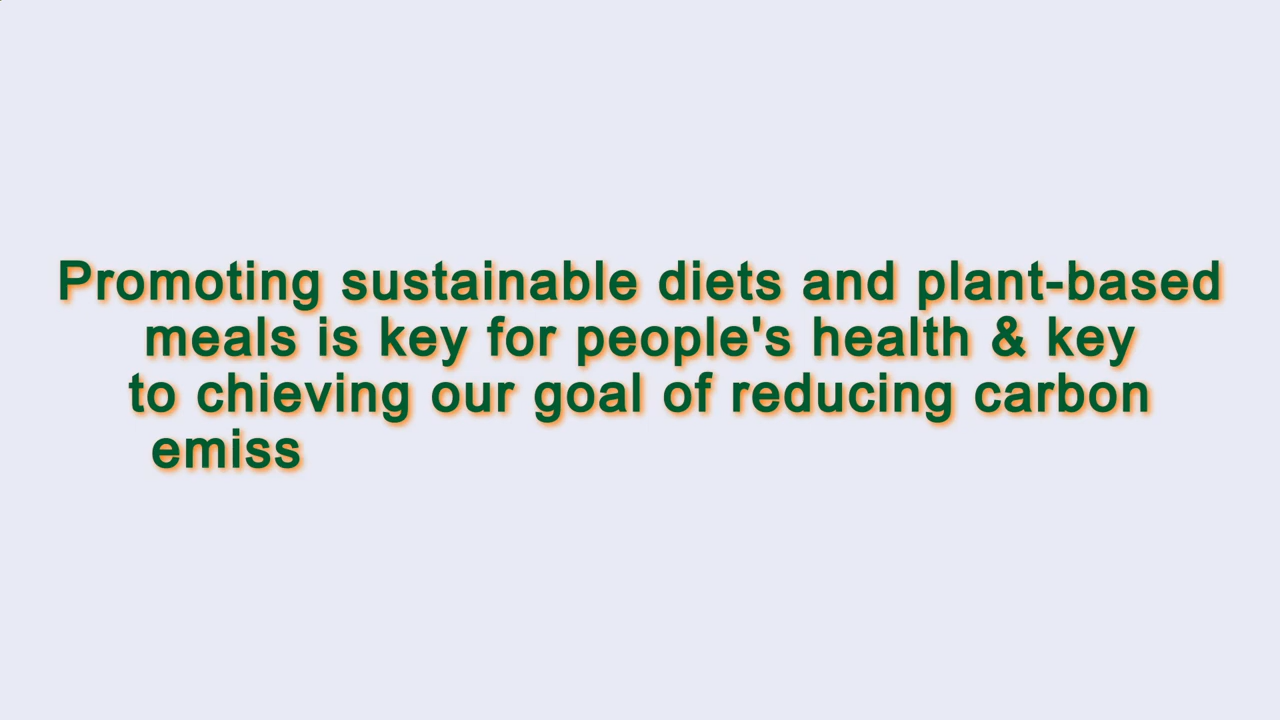 Promoting sustainable diets and plant-based
meals is key for people's health & key
to chieving our goal of reducing carbon
emiss